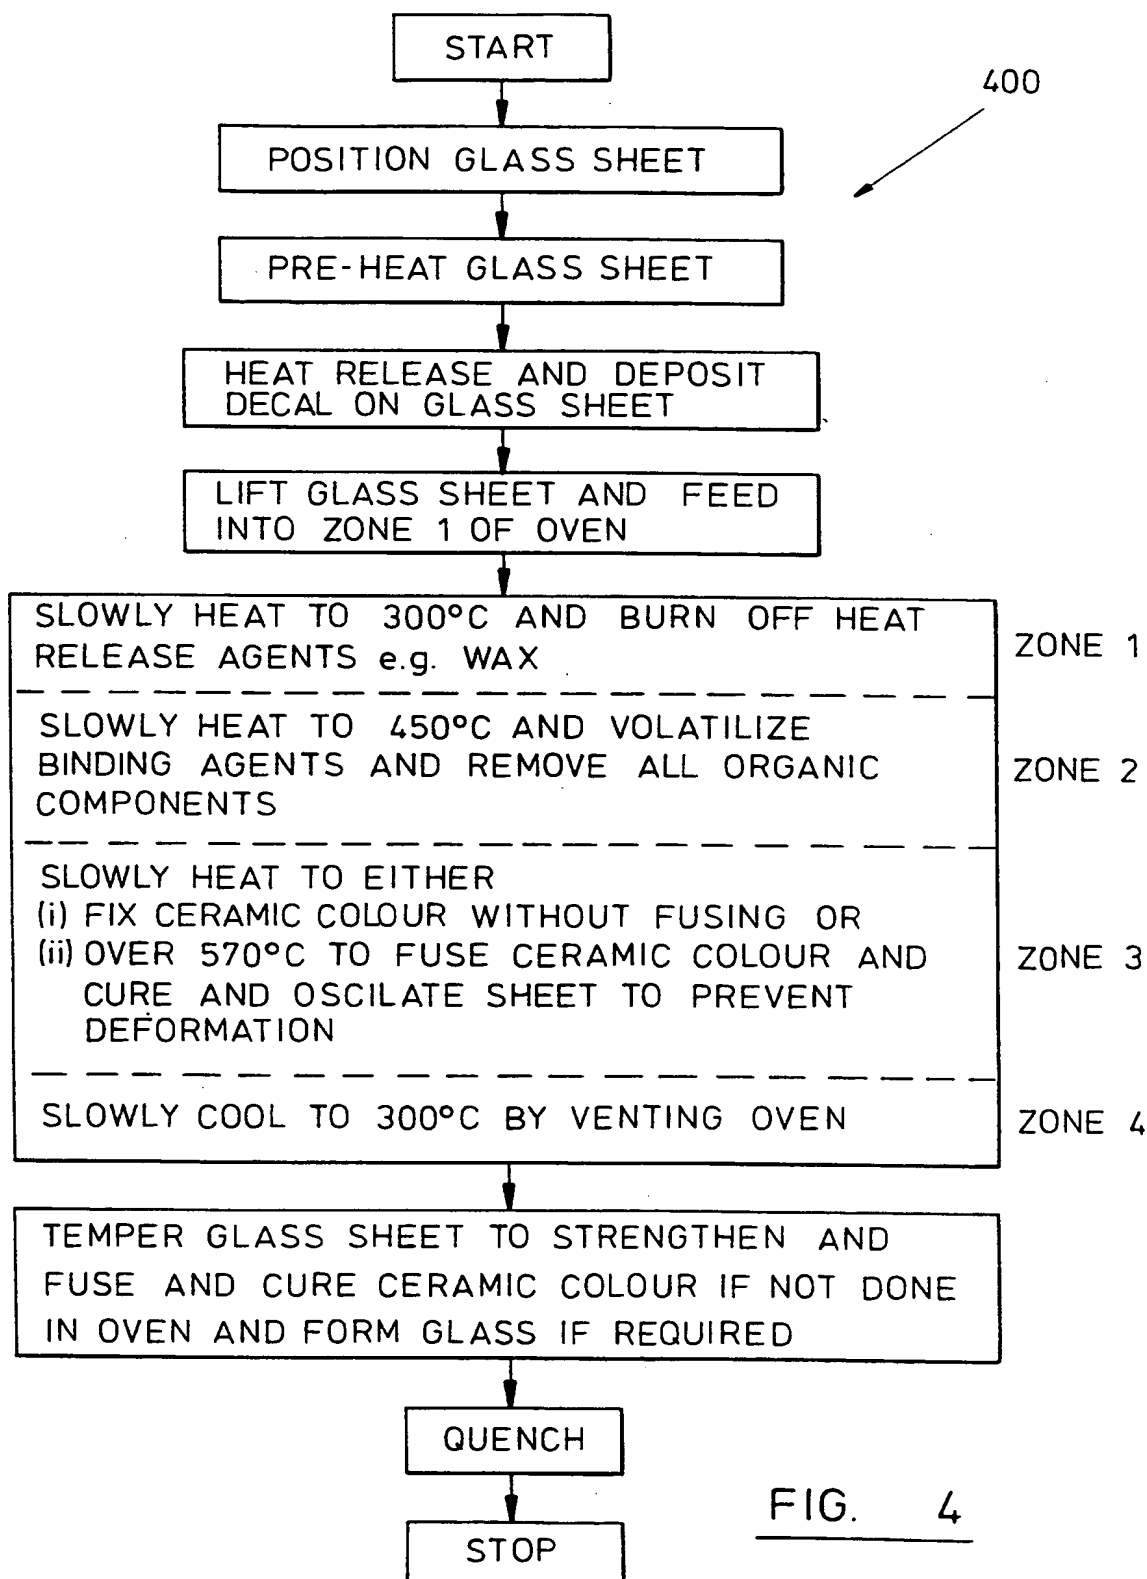 START
400
POSITION GLASS SHEET
PRE-HEAT GLASS SHEET
HEAT RELEASE AND DEPOSIT
DECAL ON GLASS SHEET
LIFT GLASS SHEET AND FEED
INTO ZONE 1 OF OVEN
SLOWLY HEAT TO 300°C AND BURN OFF HEAT
RELEASE AGENTS e.g. WAX
ZONE 1
SLOWLY HEAT TO 450°C AND VOLATILIZE
BINDING AGENTS AND REMOVE ALL ORGANIC
COMPONENTS
ZONE 2
SLOWLY HEAT TO EITHER
(i) FIX CERAMIC COLOUR WITHOUT FUSING OR
(ii) OVER 570°C TO FUSE CERAMIC COLOUR AND
CURE AND OSCILATE SHEET TO PREVENT
DEFORMATION
ZONE 3
SLOWLY COOL TO 300°C BY VENTING OVEN
ZONE 4
TEMPER GLASS SHEET TO STRENGTHEN AND
FUSE AND CURE CERAMIC COLOUR IF NOT DONE
IN OVEN AND FORM GLASS IF REQUIRED
QUENCH
STOP
FIG. 4